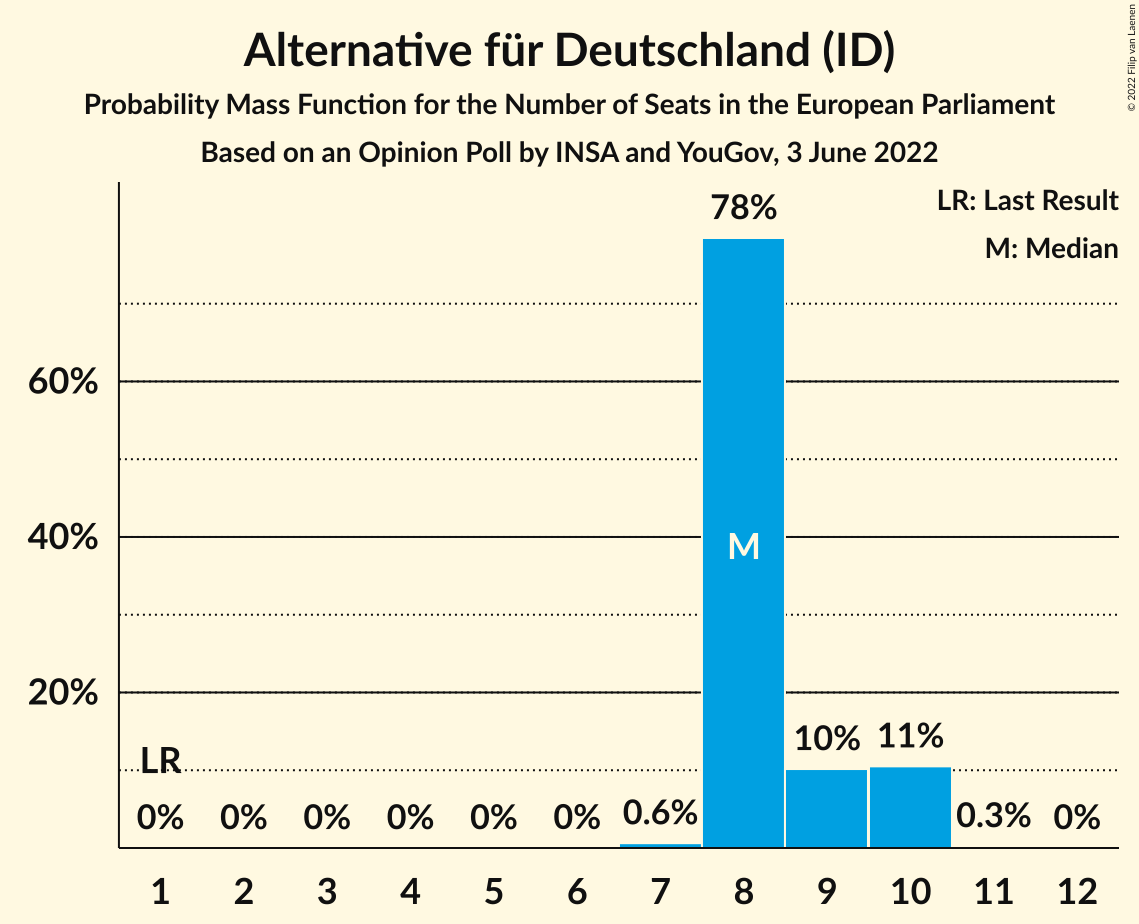 Alternative für Deutschland (ID)
Probability Mass Function for the Number of Seats in the European Parliament
Based on an Opinion Poll by INSA and YouGov, 3 June 2022
© 2022 Filip van Laenen
LR: Last Result
M: Median
78%
60%
40%
20%
M
LR
0% 0% 0% 0% 0% 0% 0.6% 10% 11% 0.3% 0%
1 2 3 4 5 6 7 8 9 10 11 12